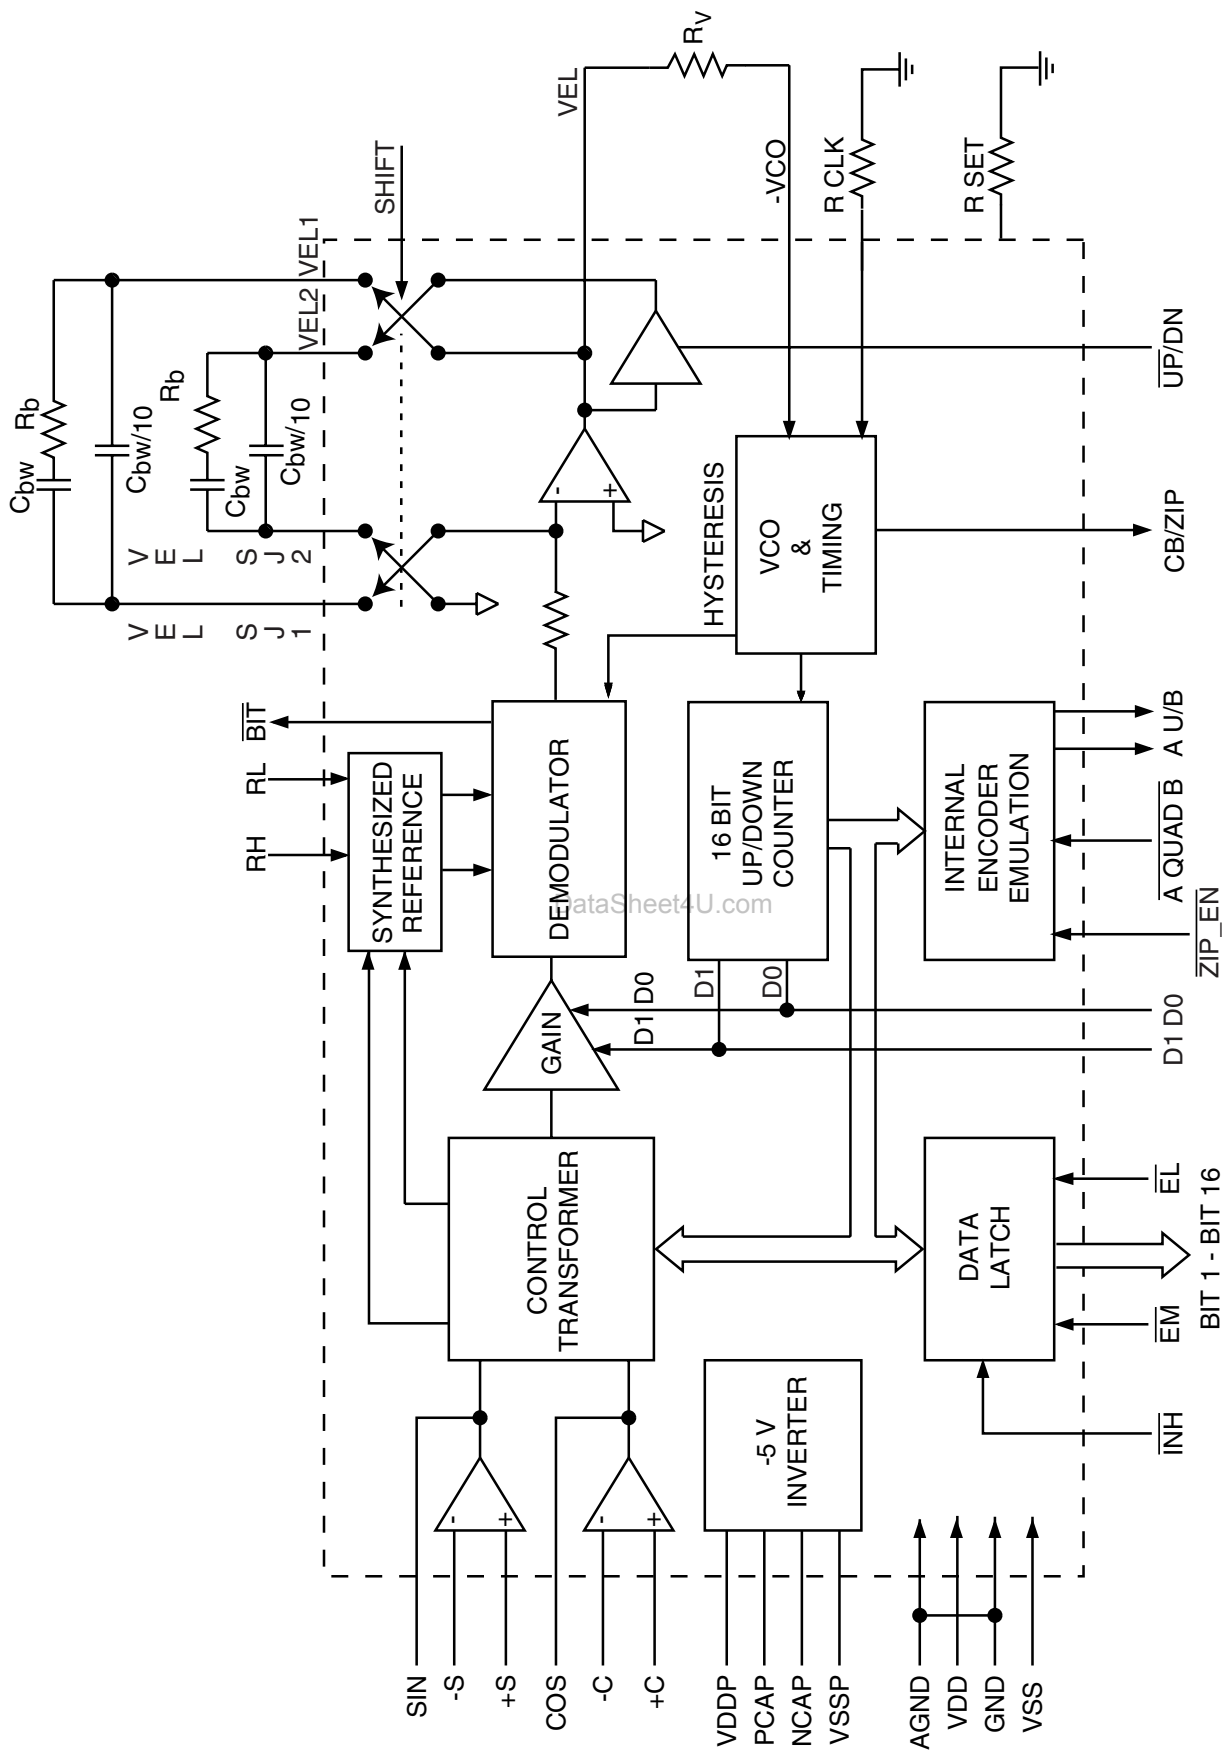 Cbw
Rb
Cbw/10
Cbw
Rb
Cbw/10
VEL SJ1
VEL SJ2
VEL2
VEL1
SHIFT
VEL
RV
-VCO
R CLK
R SET
RH
RL
BIT
SYNTHESIZED
REFERENCE
SIN
-S
+S
COS
-C
+C
-
+
-
+
CONTROL
TRANSFORMER
GAIN
D1 D0
DEMODULATOR
-
+
HYSTERESIS
VCO
&
TIMING
16 BIT
UP/DOWN
COUNTER
D1
D0
DataSheet4U.com
VDDP
PCAP
NCAP
VSSP
-5 V
INVERTER
AGND
VDD
GND
VSS
DATA
LATCH
INTERNAL
ENCODER
EMULATION
INH
EM
BIT 1 - BIT 16
EL
D1 D0
ZIP_EN
A QUAD B
A U/B
CB/ZIP
UP/DN